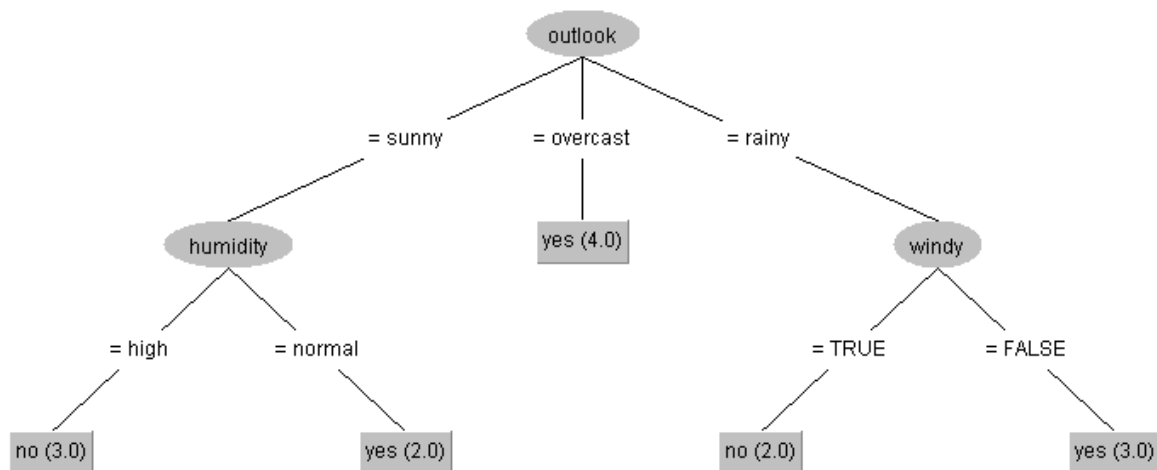 outlook
= sunny
= overcast
= rainy
humidity
yes (4.0)
windy
= high
= normal
= TRUE
= FALSE
no (3.0)
yes (2.0)
no (2.0)
yes (3.0)